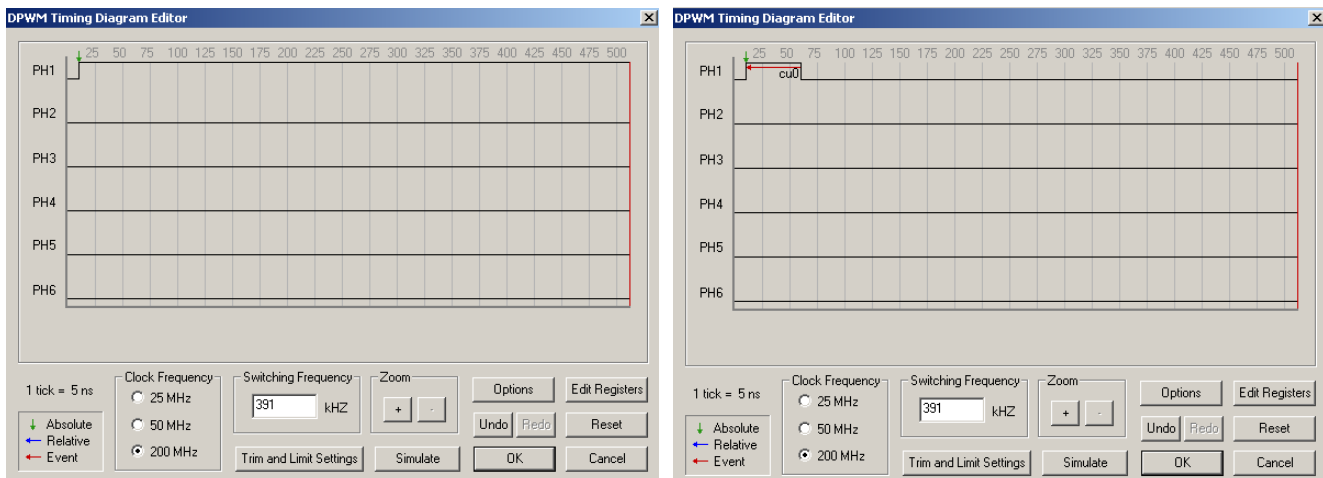 DPWM Timing Diagram Editor
25 50 75 100 125 150 175 200 225 250 275 300 325 350 375 400 425 450 475 500
PH1
PH2
PH3
PH4
PH5
PH6
1 tick = 5 ns
Absolute
Relative
Event
Clock Frequency
25 MHz
50 MHz
200 MHz
Switching Frequency
391 kHZ
Trim and Limit Settings
Zoom
+ -
Simulate
Options Edit Registers
Undo Redo Reset
OK Cancel
DPWM Timing Diagram Editor
25 50 75 100 125 150 175 200 225 250 275 300 325 350 375 400 425 450 475 500
PH1
cu0
PH2
PH3
PH4
PH5
PH6
1 tick = 5 ns
Absolute
Relative
Event
Clock Frequency
25 MHz
50 MHz
200 MHz
Switching Frequency
391 kHZ
Trim and Limit Settings
Zoom
+ -
Simulate
Options Edit Registers
Undo Redo Reset
OK Cancel